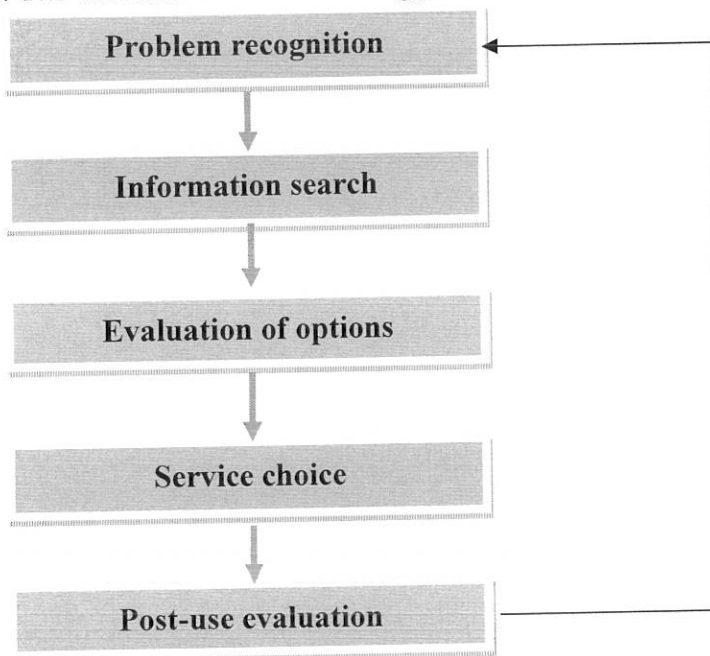 Problem recognition
Information search
Evaluation of options
Service choice
Post-use evaluation